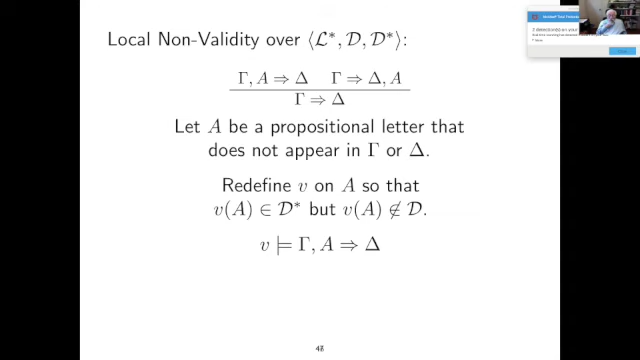 Local Non-Validity over ⟨ℒ*, 𝒟, 𝒟*⟩:
Γ, A ⇒ Δ   Γ ⇒ Δ, A
Γ ⇒ Δ
Let A be a propositional letter that
does not appear in Γ or Δ.
Redefine v on A so that
v(A) ∈ 𝒟* but v(A) ∉ 𝒟.
v ⊨ Γ, A ⇒ Δ